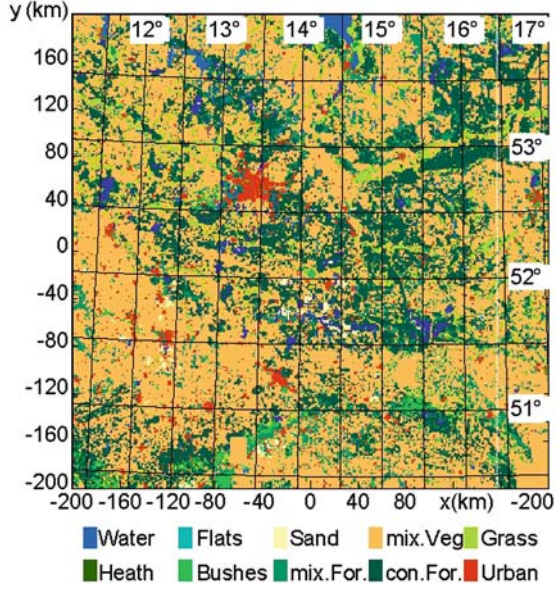 y (km)
12° 13° 14° 15° 16° 17°
160
120
80
53°
40
0
52°
-40
-80
-120
51°
-160
-200
-200 -160 -120 -80 -40 0 40 80 x(km) -200
Water Flats Sand mix.Veg Grass
Heath Bushes mix.For. con.For. Urban